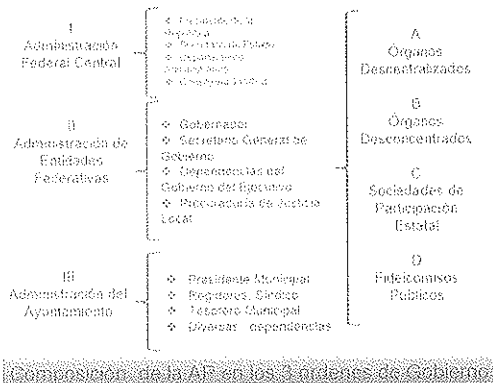 I
Administración
Federal Central
II
Administración de
Entidades
Federativas
❖ Gobernador
❖ Secretario General de
Gobierno
❖ Dependencias del
Gobierno del Ejecutivo
❖ Procuraduría de Justicia
Local
III
Administración del
Ayuntamiento
❖ Presidente Municipal
❖ Regidores, Síndico
❖ Tesorero Municipal
❖ Diversas dependencias
A
Órganos
Descentralizados
B
Órganos
Desconcentrados
C
Sociedades de
Participación
Estatal
D
Fideicomisos
Públicos
Composición de la AP en los 3 órdenes de Gobierno